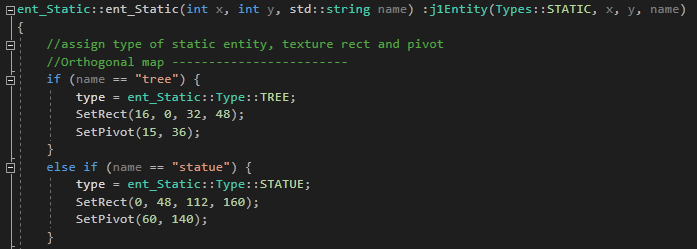 ent_Static::ent_Static(int x, int y, std::string name) :j1Entity(Types::STATIC, x, y, name)
{
    //assign type of static entity, texture rect and pivot
    //Orthogonal map ------------------------
    if (name == "tree") {
        type = ent_Static::Type::TREE;
        SetRect(16, 0, 32, 48);
        SetPivot(15, 36);
    }
    else if (name == "statue") {
        type = ent_Static::Type::STATUE;
        SetRect(0, 48, 112, 160);
        SetPivot(60, 140);
    }